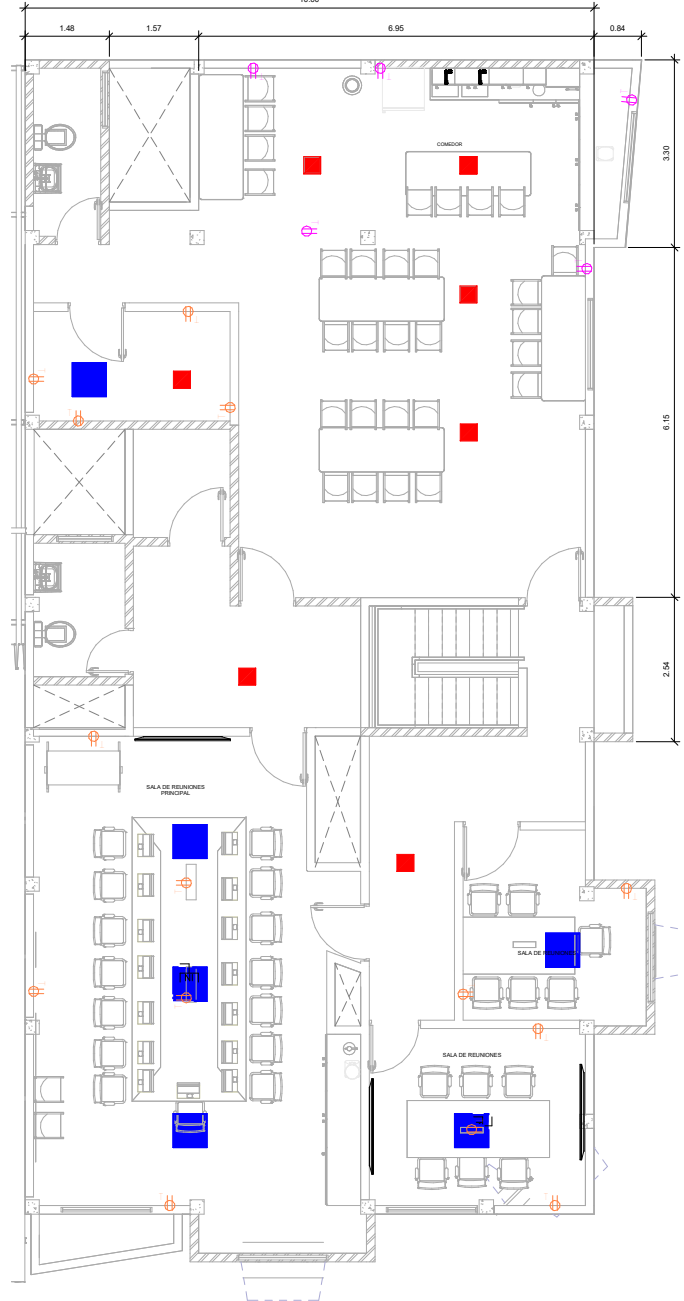 1.48
1.57
6.95
0.84
COMEDOR
3.30
6.15
2.54
SALA DE REUNIONES
PRINCIPAL
SALA DE REUNIONES
SALA DE REUNIONES